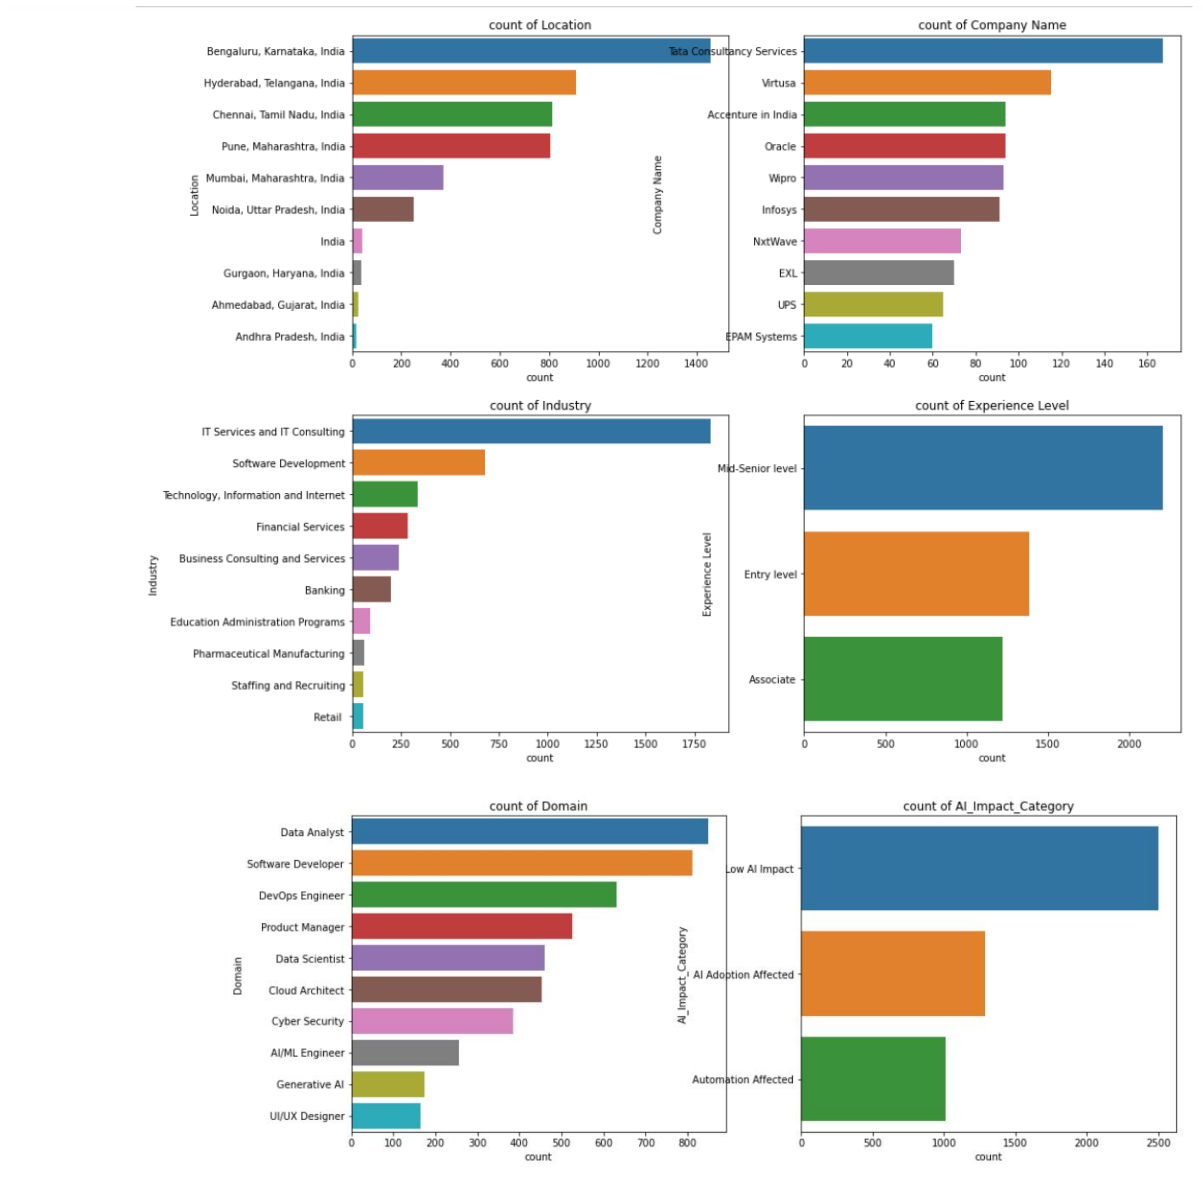 count of Location
Bengaluru, Karnataka, India
Hyderabad, Telangana, India
Chennai, Tamil Nadu, India
Pune, Maharashtra, India
Mumbai, Maharashtra, India
Noida, Uttar Pradesh, India
India
Gurgaon, Haryana, India
Ahmedabad, Gujarat, India
Andhra Pradesh, India
Location
0 200 400 600 800 1000 1200 1400
count
count of Company Name
Tata Consultancy Services
Virtusa
Accenture in India
Oracle
Wipro
Infosys
NxtWave
EXL
UPS
EPAM Systems
Company Name
0 20 40 60 80 100 120 140 160
count
count of Industry
IT Services and IT Consulting
Software Development
Technology, Information and Internet
Financial Services
Business Consulting and Services
Banking
Education Administration Programs
Pharmaceutical Manufacturing
Staffing and Recruiting
Retail
Industry
0 250 500 750 1000 1250 1500 1750
count
count of Experience Level
Mid-Senior level
Entry level
Associate
Experience Level
0 500 1000 1500 2000
count
count of Domain
Data Analyst
Software Developer
DevOps Engineer
Product Manager
Data Scientist
Cloud Architect
Cyber Security
AI/ML Engineer
Generative AI
UI/UX Designer
Domain
0 100 200 300 400 500 600 700 800
count
count of AI_Impact_Category
Low AI Impact
AI Adoption Affected
Automation Affected
AI_Impact_Category
0 500 1000 1500 2000 2500
count